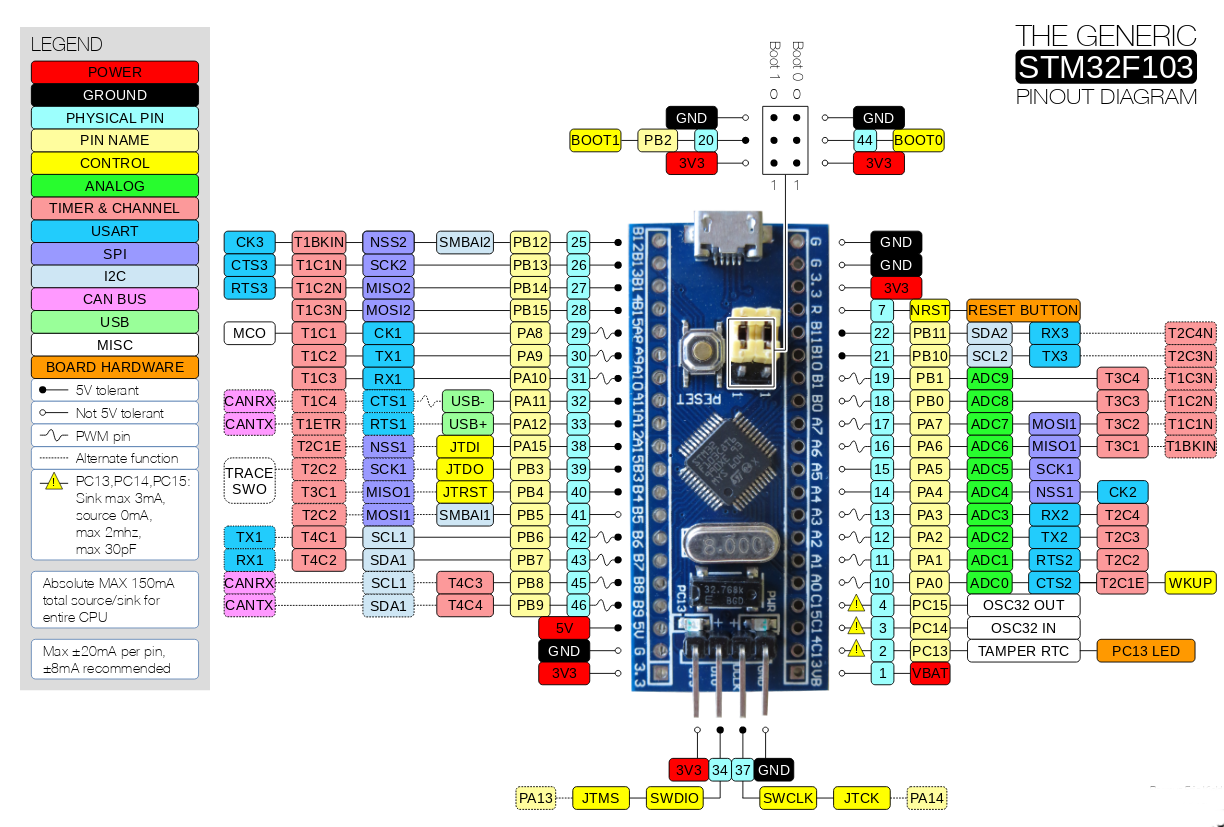 THE GENERIC
STM32F103
PINOUT DIAGRAM
LEGEND
POWER
GROUND
PHYSICAL PIN
PIN NAME
CONTROL
ANALOG
TIMER & CHANNEL
USART
SPI
I2C
CAN BUS
USB
MISC
BOARD HARDWARE
5V tolerant
Not 5V tolerant
PWM pin
Alternate function
PC13,PC14,PC15:
Sink max 3mA,
source 0mA,
max 2mhz,
max 30pF
Absolute MAX 150mA
total source/sink for
entire CPU
Max ±20mA per pin,
±8mA recommended
Boot 1 Boot 0
GND GND
BOOT1 PB2 20 44 BOOT0
3V3 3V3
1 1
CK3 T1BKIN NSS2 SMBAI2 PB12 25
CTS3 T1C1N SCK2 PB13 26
RTS3 T1C2N MISO2 PB14 27
T1C3N MOSI2 PB15 28
MCO T1C1 CK1 PA8 29
T1C2 TX1 PA9 30
T1C3 RX1 PA10 31
CANRX T1C4 CTS1 USB- PA11 32
CANTX T1ETR RTS1 USB+ PA12 33
T2C1E NSS1 JTDI PA15 38
TRACE
SWO
T2C2 SCK1 JTDO PB3 39
T3C1 MISO1 JTRST PB4 40
T2C2 MOSI1 SMBAI1 PB5 41
TX1 T4C1 SCL1 PB6 42
RX1 T4C2 SDA1 PB7 43
CANRX SCL1 T4C3 PB8 45
CANTX SDA1 T4C4 PB9 46
5V
GND
3V3
B12 B13 B14 B15 A8 A9 A10 A11 A12 A15 B3 B4 B5 B6 B7 B8 B9 5V G 3.3
RESET
1 1
8.000
32.768k
PC13 PWR
G G 3.3 R B11 B10 B1 B0 A7 A6 A5 A4 A3 A2 A1 A0 C15 C14 C13 VB
GND
GND
3V3
7 NRST RESET BUTTON
22 PB11 SDA2 RX3 T2C4N
21 PB10 SCL2 TX3 T2C3N
19 PB1 ADC9 T3C4 T1C3N
18 PB0 ADC8 T3C3 T1C2N
17 PA7 ADC7 MOSI1 T3C2 T1C1N
16 PA6 ADC6 MISO1 T3C1 T1BKIN
15 PA5 ADC5 SCK1
14 PA4 ADC4 NSS1 CK2
13 PA3 ADC3 RX2 T2C4
12 PA2 ADC2 TX2 T2C3
11 PA1 ADC1 RTS2 T2C2
10 PA0 ADC0 CTS2 T2C1E WKUP
4 PC15 OSC32 OUT
3 PC14 OSC32 IN
2 PC13 TAMPER RTC PC13 LED
1 VBAT
3V3 34 37 GND
PA13 JTMS SWDIO SWCLK JTCK PA14